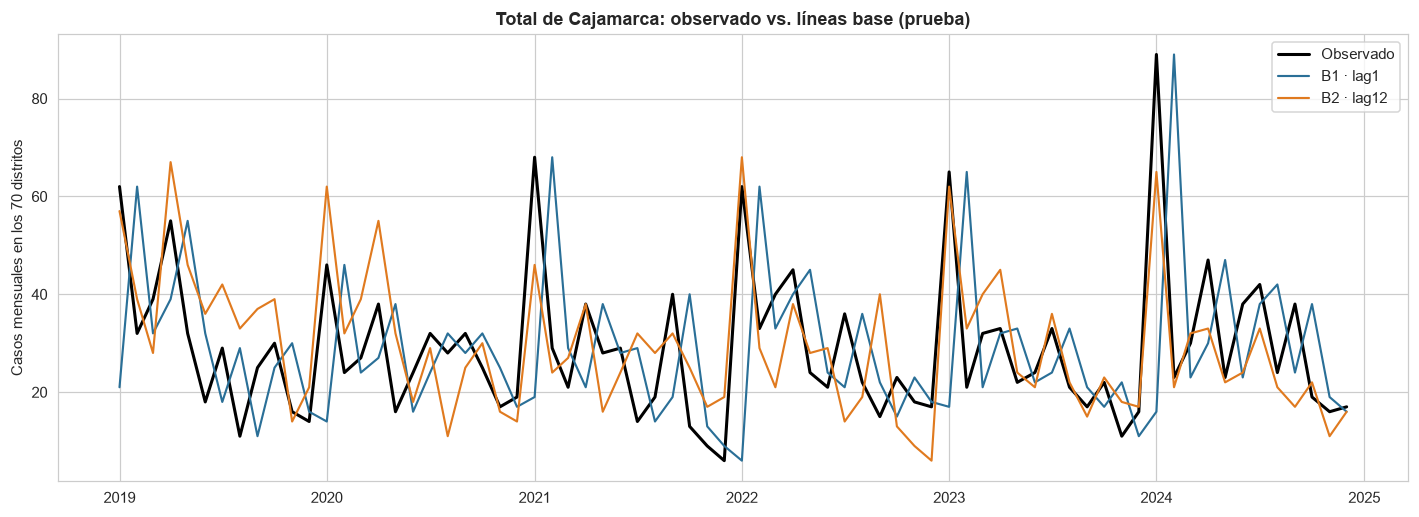 Total de Cajamarca: observado vs. líneas base (prueba)
Observado
B1 · lag1
B2 · lag12
Casos mensuales en los 70 distritos
80
60
40
20
2019
2020
2021
2022
2023
2024
2025